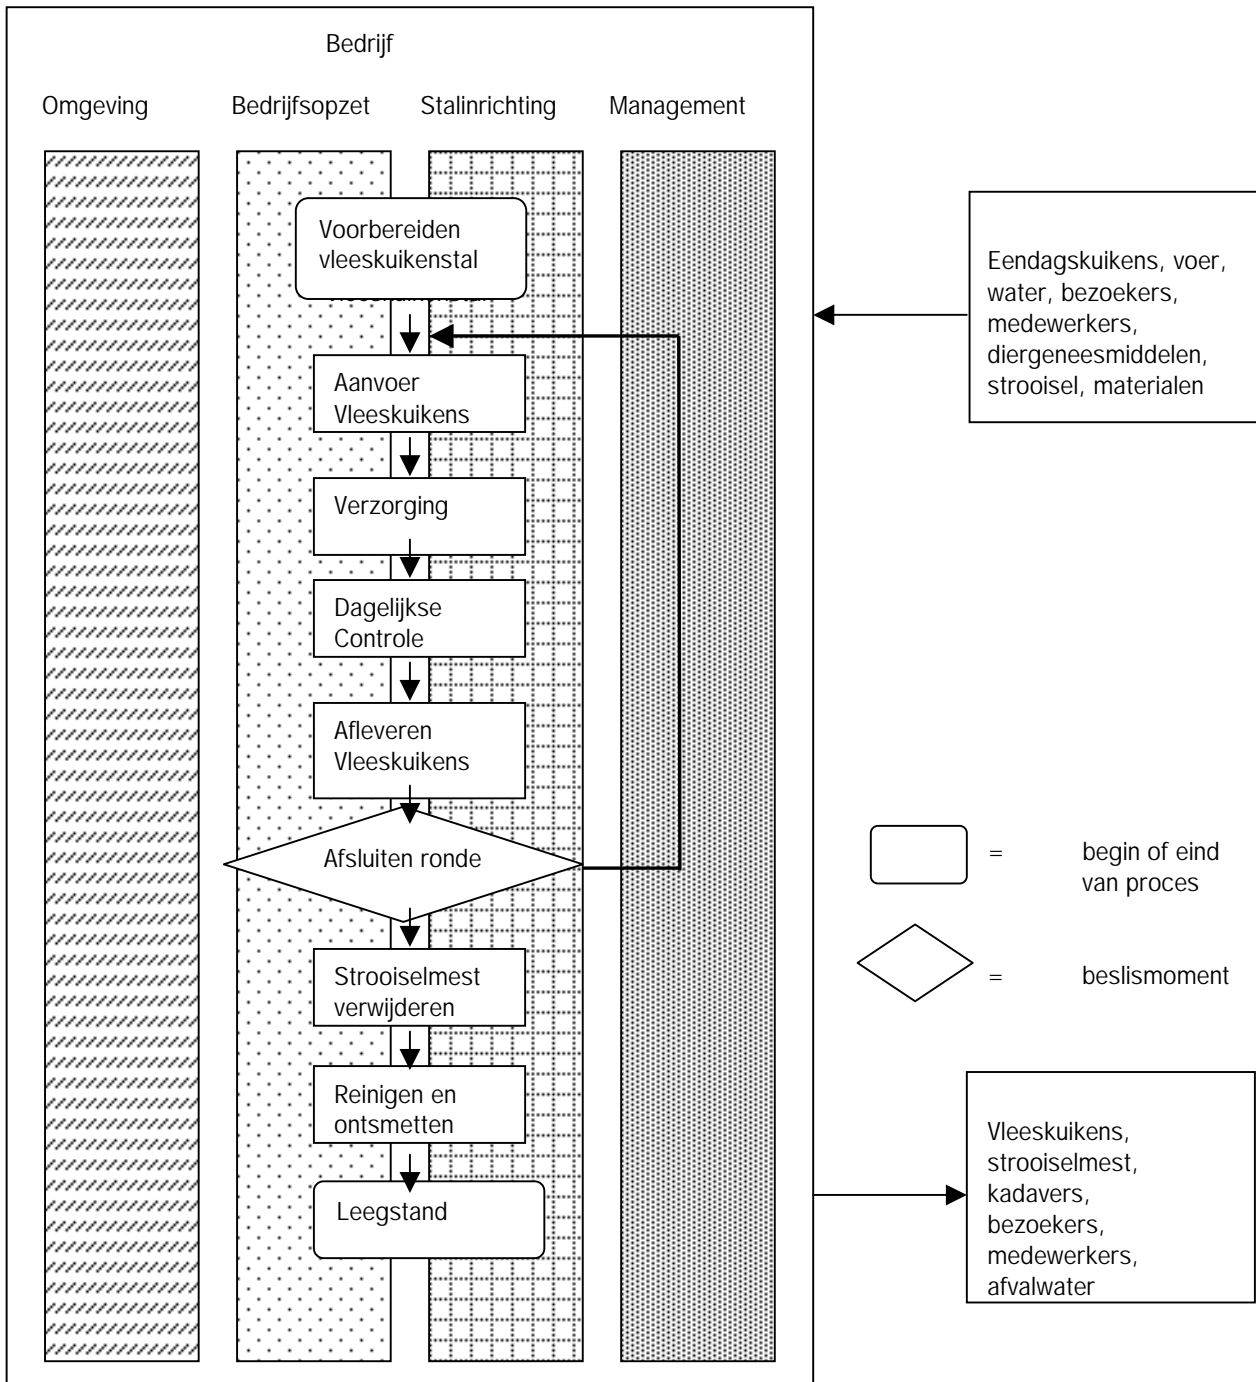 Bedrijf
Omgeving
Bedrijfsopzet
Stalinrichting
Management
Voorbereiden
vleeskuikenstal
Aanvoer
Vleeskuikens
Verzorging
Dagelijkse
Controle
Afleveren
Vleeskuikens
Afsluiten ronde
Strooiselmest
verwijderen
Reinigen en
ontsmetten
Leegstand
Eendagskuikens, voer,
water, bezoekers,
medewerkers,
diergeneesmiddelen,
strooisel, materialen
= begin of eind
van proces
= beslismoment
Vleeskuikens,
strooiselmest,
kadavers,
bezoekers,
medewerkers,
afvalwater